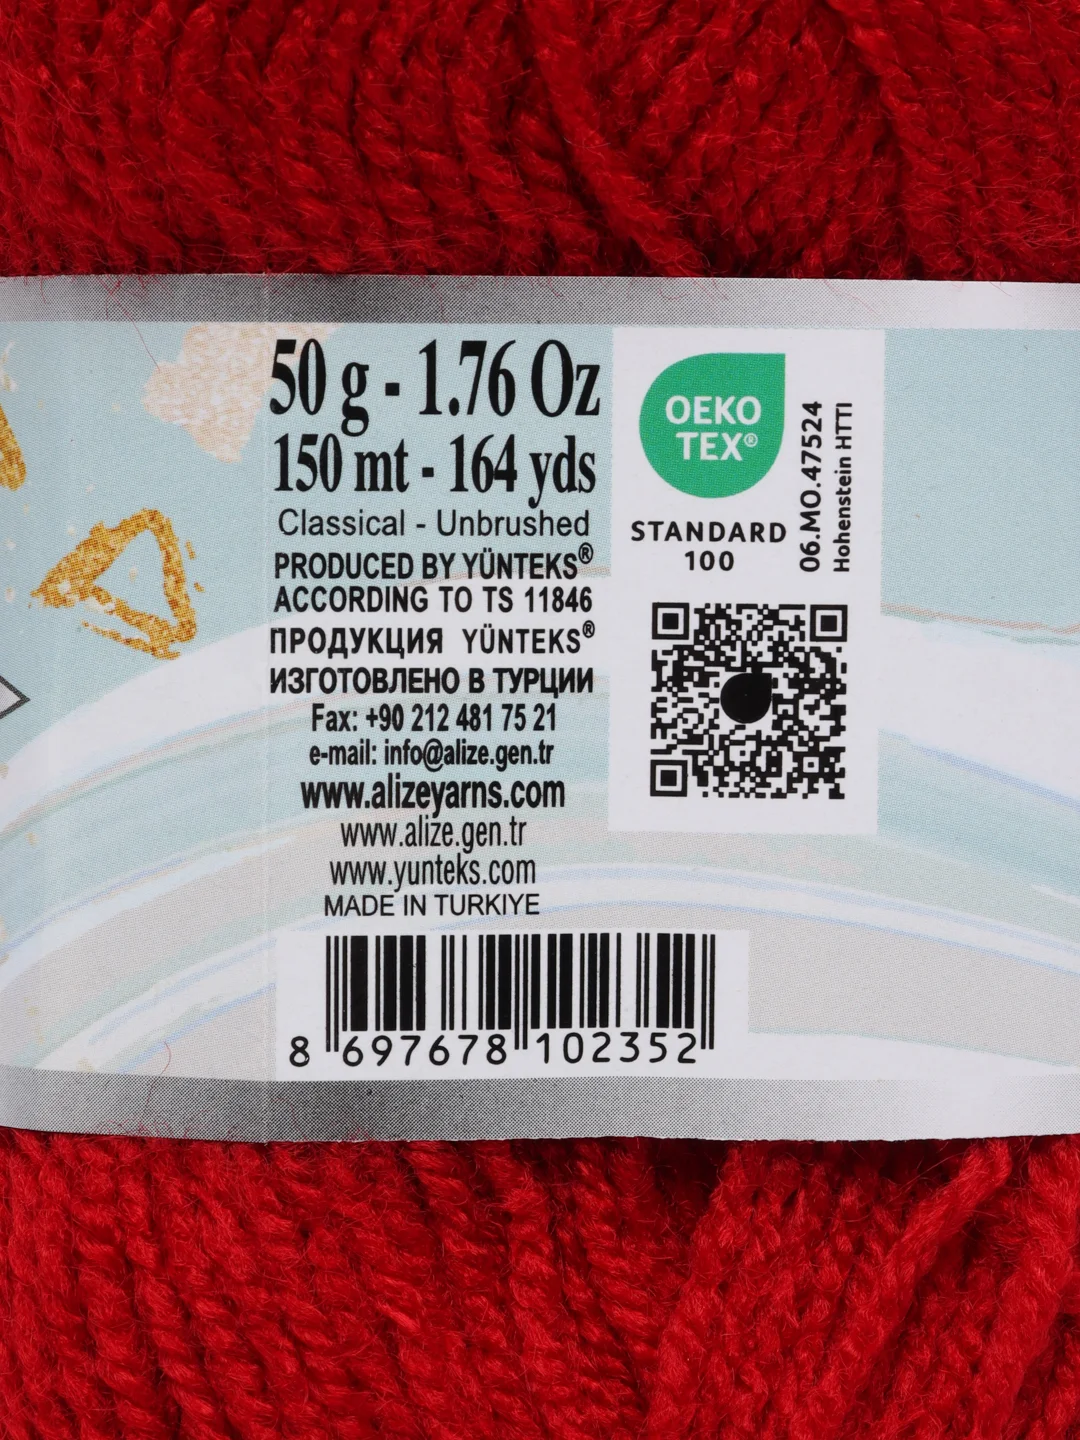 50 g - 1.76 Oz
150 mt - 164 yds
Classical - Unbrushed
PRODUCED BY YÜNTEKS®
ACCORDING TO TS 11846
ПРОДУКЦИЯ YÜNTEKS®
ИЗГОТОВЛЕНО В ТУРЦИИ
Fax: +90 212 481 75 21
e-mail: info@alize.gen.tr
www.alizeyarns.com
www.alize.gen.tr
www.yunteks.com
MADE IN TURKIYE
8 697678 102352
OEKO
TEX®
STANDARD
100
06.MO.47524
Hohenstein HTTI